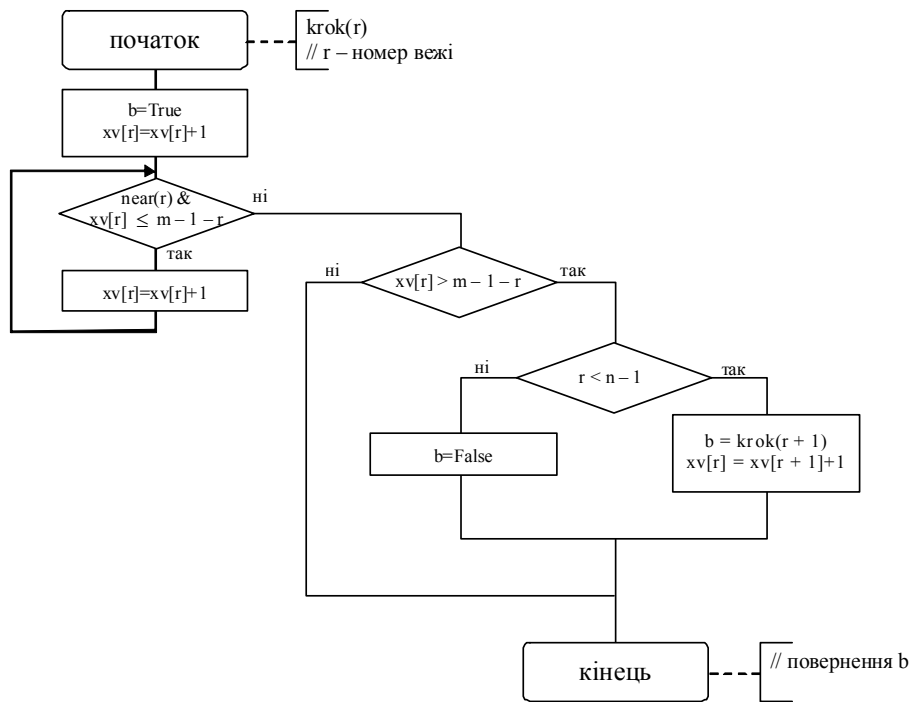 початок
krok(r)
// r – номер вежі
b=True
xv[r]=xv[r]+1
near(r) &
xv[r] ≤ m – 1 – r
ні
так
xv[r]=xv[r]+1
ні
xv[r] > m – 1 – r
так
ні
r < n – 1
так
b=False
b = krok(r + 1)
xv[r] = xv[r + 1]+1
кінець
// повернення b